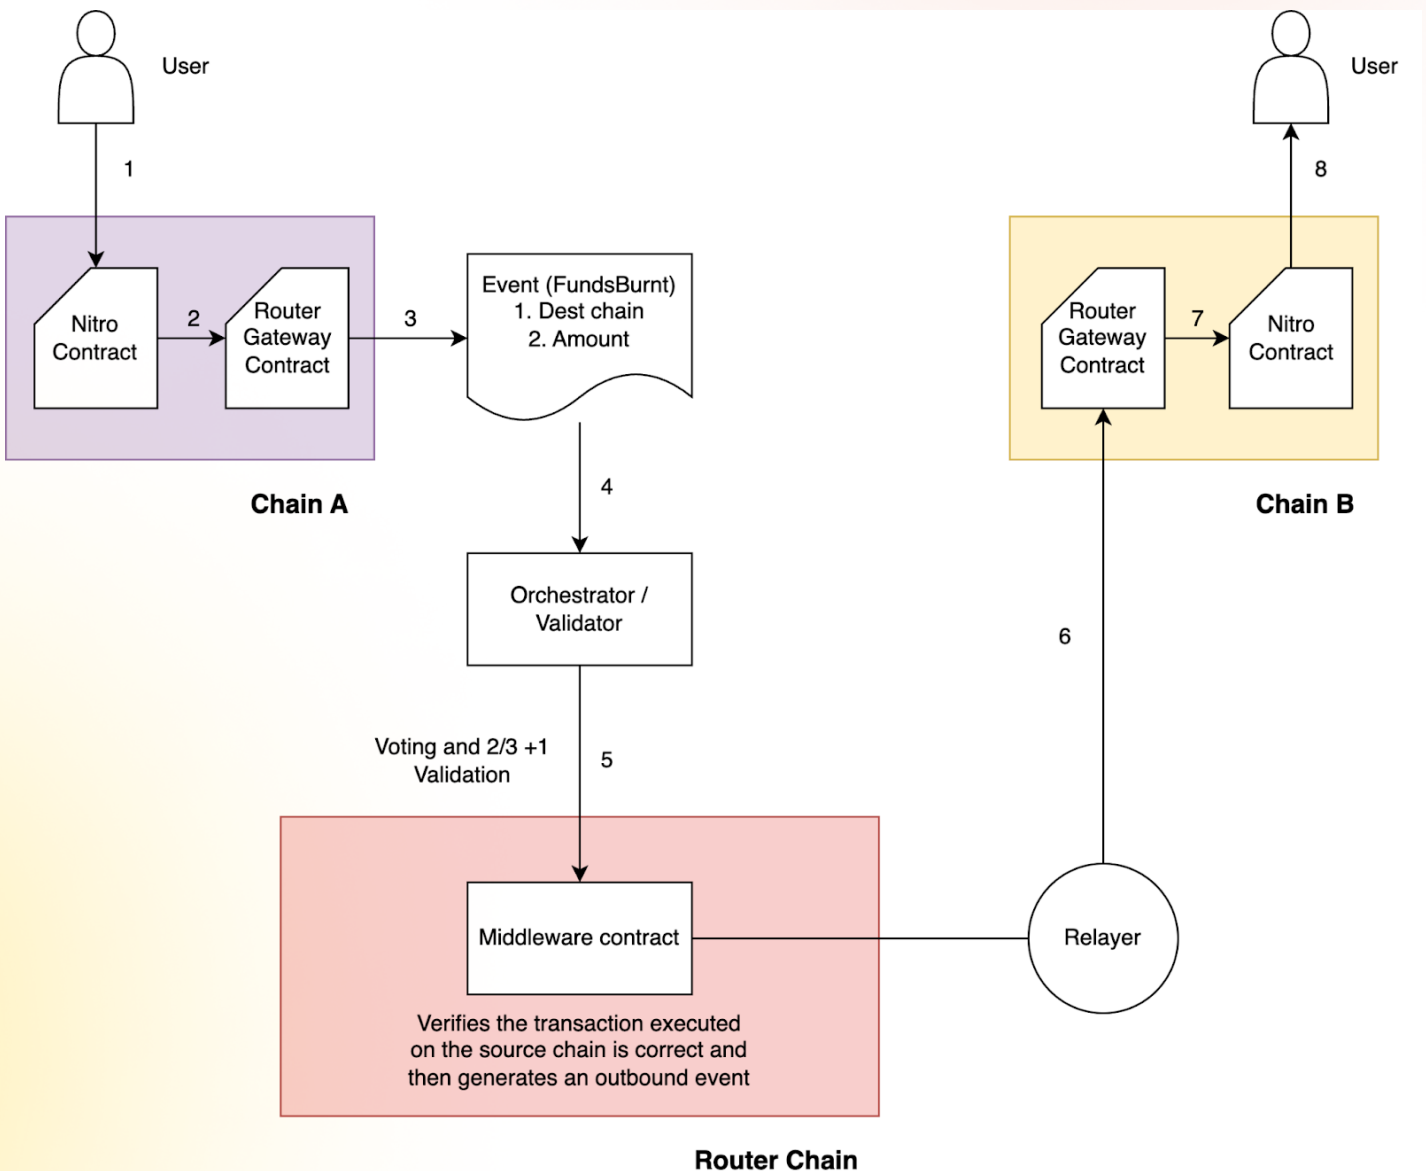 User
User
1
8
Nitro
Contract
2
Router
Gateway
Contract
3
Event (FundsBurnt)
1. Dest chain
2. Amount
Router
Gateway
Contract
7
Nitro
Contract
Chain A
Chain B
4
Orchestrator /
Validator
6
Voting and 2/3 +1
Validation
5
Middleware contract
Relayer
Verifies the transaction executed
on the source chain is correct and
then generates an outbound event
Router Chain